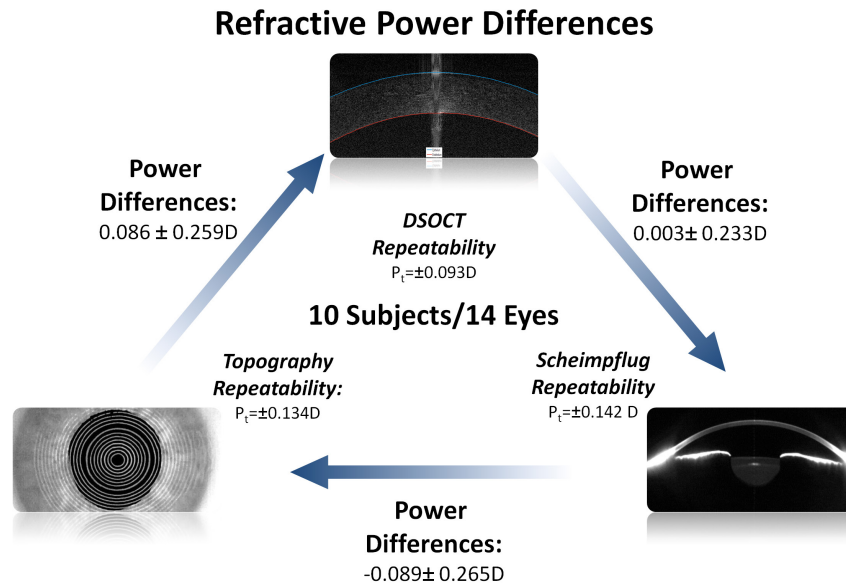 Refractive Power Differences
Power
Differences:
0.086 ± 0.259D
Power
Differences:
0.003± 0.233D
DSOCT
Repeatability
Pt=±0.093D
10 Subjects/14 Eyes
Topography
Repeatability:
Pt=±0.134D
Scheimpflug
Repeatability
Pt=±0.142 D
Power
Differences:
-0.089± 0.265D